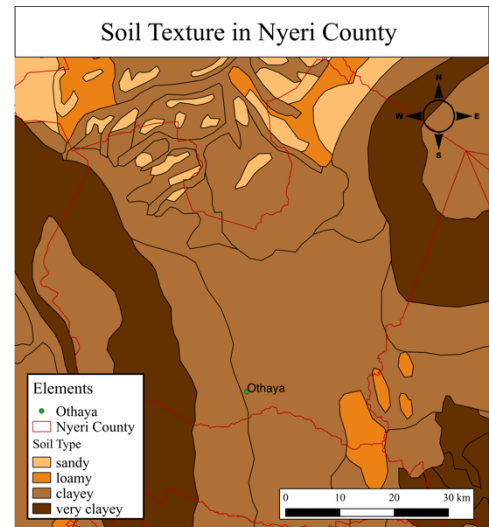 Soil Texture in Nyeri County
N
W E
S
Othaya
Elements
Othaya
Nyeri County
Soil Type
sandy
loamy
clayey
very clayey
0 10 20 30 km